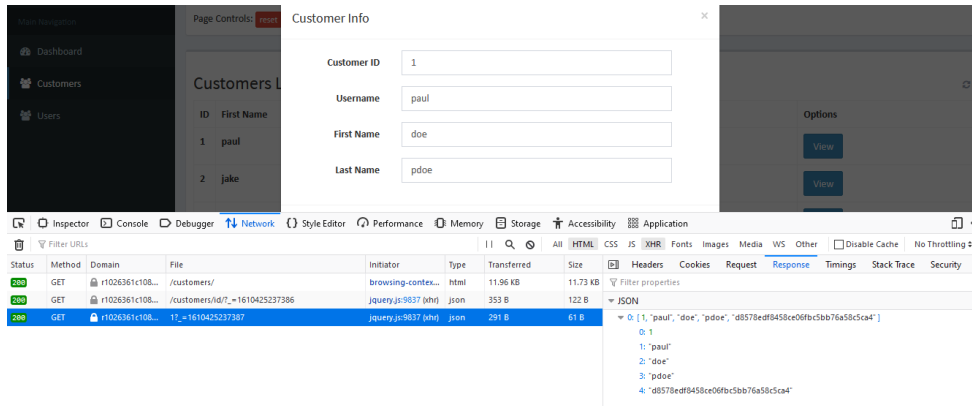 Main Navigation
Page Controls: reset
Customer Info
×
Dashboard
Customers
Users
Customers L
ID First Name
Options
1 paul
View
2 jake
View
Customer ID 1
Username paul
First Name doe
Last Name pdoe
Inspector Console Debugger Network Style Editor Performance Memory Storage Accessibility Application
Filter URLs
All HTML CSS JS XHR Fonts Images Media WS Other Disable Cache No Throttling
Status Method Domain File Initiator Type Transferred Size
Headers Cookies Request Response Timings Stack Trace Security
200 GET r1026361c108... /customers/ browsing-contex... html 11.96 KB 11.73 KB
200 GET r1026361c108... /customers/id/?_=1610425237386 jquery.js:9837 (xhr) json 353 B 122 B
200 GET r1026361c108... 1?_=1610425237387 jquery.js:9837 (xhr) json 291 B 61 B
Filter properties
JSON
0: [ 1, "paul", "doe", "pdoe", "d8578edf8458ce06fbc5bb76a58c5ca4" ]
0: 1
1: "paul"
2: "doe"
3: "pdoe"
4: "d8578edf8458ce06fbc5bb76a58c5ca4"